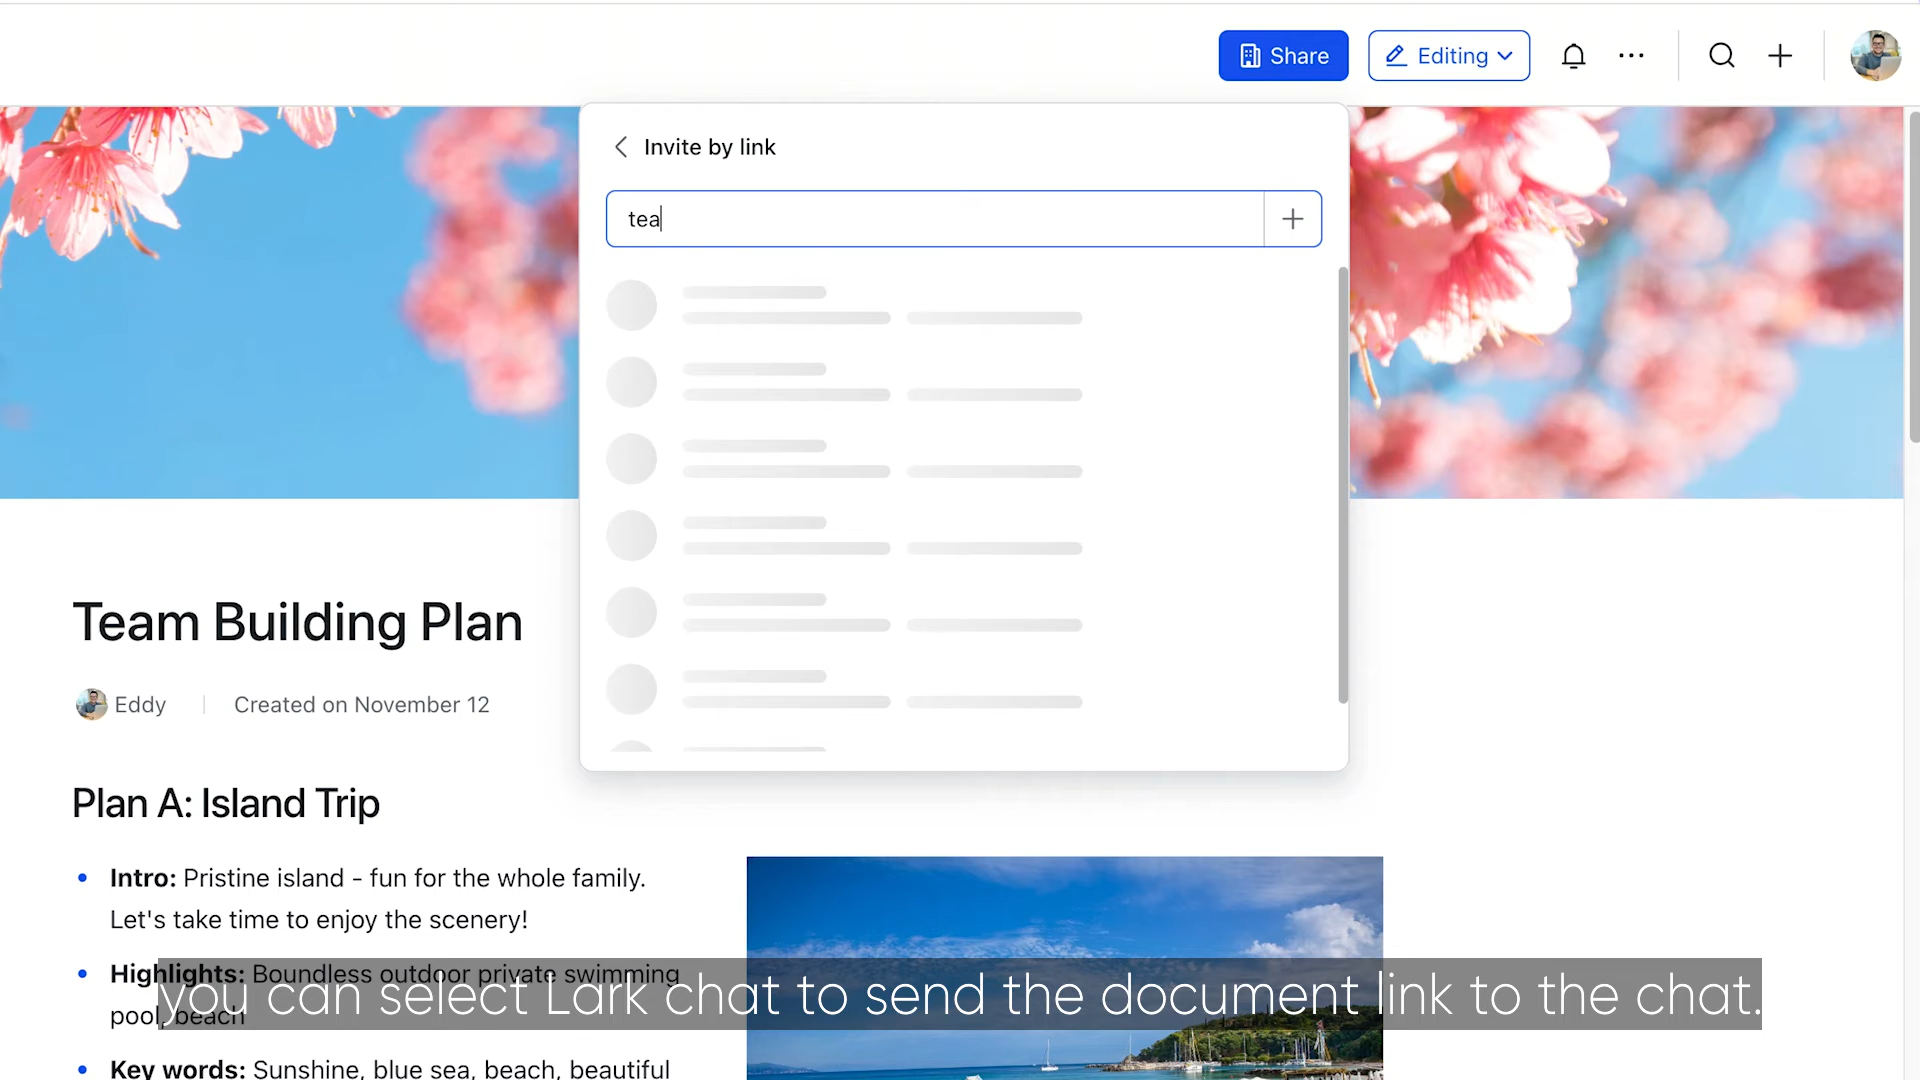 Share
Editing
Invite by link
tea
Team Building Plan
Eddy
Created on November 12
Plan A: Island Trip
Intro: Pristine island - fun for the whole family.
Let's take time to enjoy the scenery!
Highlights: Boundless outdoor private swimming
pool, beach
you can select Lark chat to send the document link to the chat.
Key words: Sunshine, blue sea, beach, beautiful